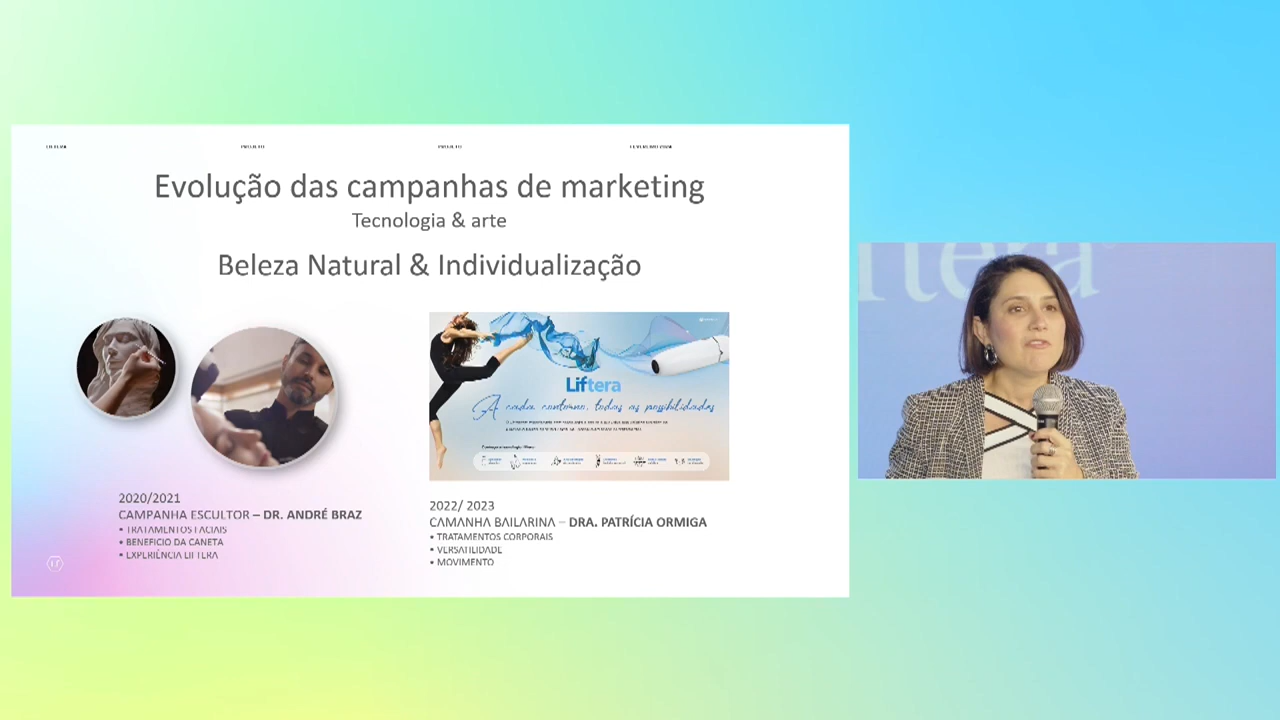 Evolução das campanhas de marketing
Tecnologia & arte
Beleza Natural & Individualização
Liftera
A cada contorno, todas as possibilidades
2020/2021
CAMPANHA ESCULTOR – DR. ANDRÉ BRAZ
• TRATAMENTOS FACIAIS
• BENEFICIO DA CANETA
• EXPERIÊNCIA LIFTERA
2022/ 2023
CAMANHA BAILARINA – DRA. PATRÍCIA ORMIGA
• TRATAMENTOS CORPORAIS
• VERSATILIDADE
• MOVIMENTO